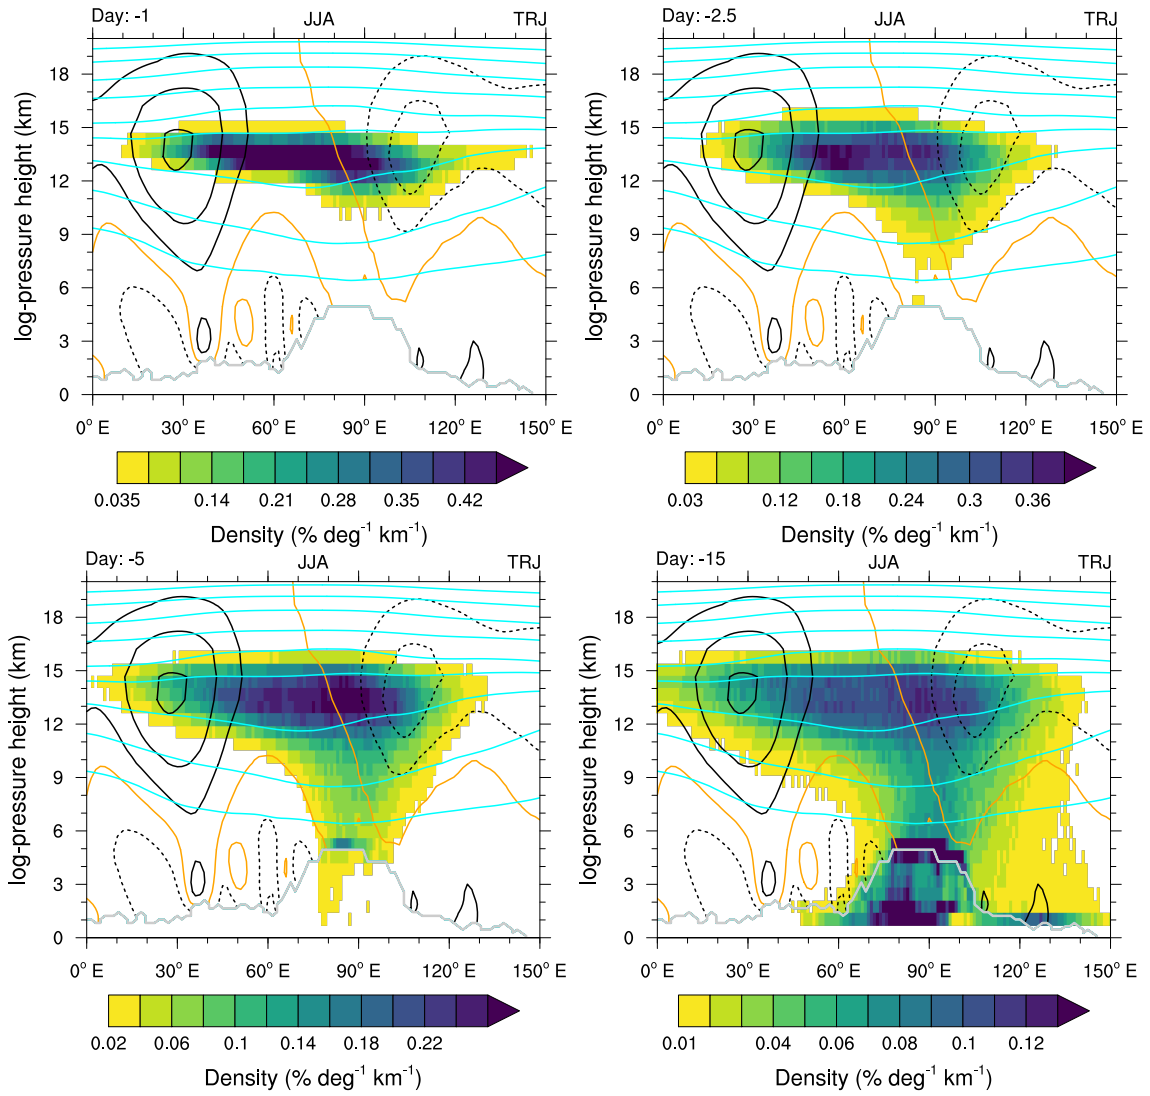 Day: -1 JJA TRJ
log-pressure height (km)
18
15
12
9
6
3
0
0° E 30° E 60° E 90° E 120° E 150° E
0.035 0.14 0.21 0.28 0.35 0.42
Density (% deg⁻¹ km⁻¹)
Day: -2.5 JJA TRJ
log-pressure height (km)
18
15
12
9
6
3
0
0° E 30° E 60° E 90° E 120° E 150° E
0.03 0.12 0.18 0.24 0.3 0.36
Density (% deg⁻¹ km⁻¹)
Day: -5 JJA TRJ
log-pressure height (km)
18
15
12
9
6
3
0
0° E 30° E 60° E 90° E 120° E 150° E
0.02 0.06 0.1 0.14 0.18 0.22
Density (% deg⁻¹ km⁻¹)
Day: -15 JJA TRJ
log-pressure height (km)
18
15
12
9
6
3
0
0° E 30° E 60° E 90° E 120° E 150° E
0.01 0.04 0.06 0.08 0.1 0.12
Density (% deg⁻¹ km⁻¹)